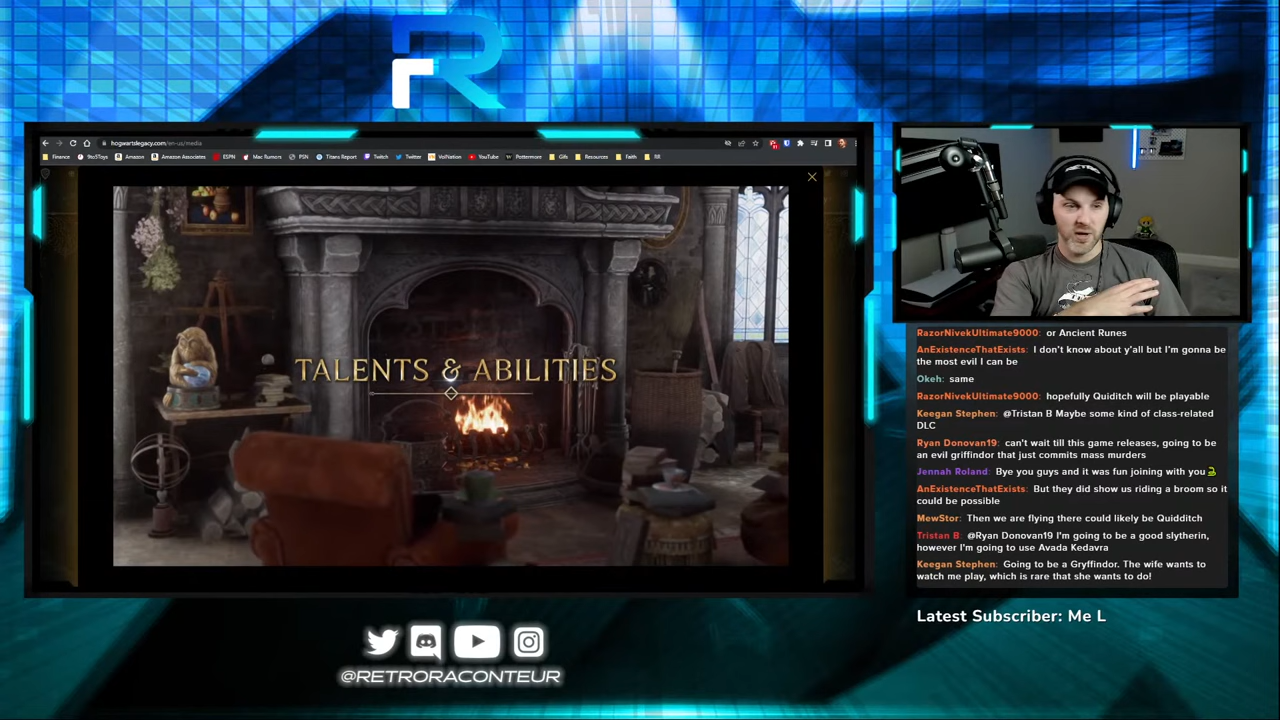 hogwartslegacy.com/en-us/media
Finance 9to5Toys Amazon Amazon Associates ESPN Mac Rumors PSN Titans Report Twitch Twitter VolNation YouTube Pottermore Gifs Resources Faith RR
TALENTS & ABILITIES
RazorNivekUltimate9000: or Ancient Runes
AnExistenceThatExists: I don't know about y'all but I'm gonna be
the most evil I can be
Okeh: same
RazorNivekUltimate9000: hopefully Quiditch will be playable
Keegan Stephen: @Tristan B Maybe some kind of class-related
DLC
Ryan Donovan19: can't wait till this game releases, going to be
an evil griffindor that just commits mass murders
Jennah Roland: Bye you guys and it was fun joining with you
AnExistenceThatExists: But they did show us riding a broom so it
could be possible
MewStor: Then we are flying there could likely be Quidditch
Tristan B: @Ryan Donovan19 I'm going to be a good slytherin,
however I'm going to use Avada Kedavra
Keegan Stephen: Going to be a Gryffindor. The wife wants to
watch me play, which is rare that she wants to do!
Latest Subscriber: Me L
@RETRORACONTEUR